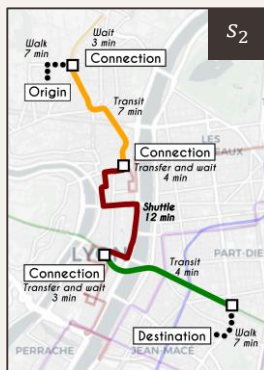 S2
Walk
7 min
Wait
3 min
Connection
Origin
Transit
7 min
LES
Connection
Transfer and wait
4 min
Shuttle
12 min
LY
Transit
4 min
PART-DIE
Connection
Transfer and wait
3 min
Destination
Walk
7 min
PERRACHE
JEAN-MACÉ